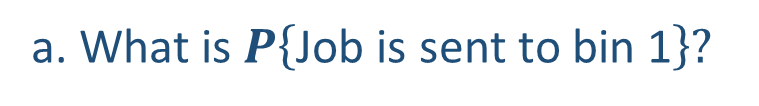 a. What is P{Job is sent to bin 1}?